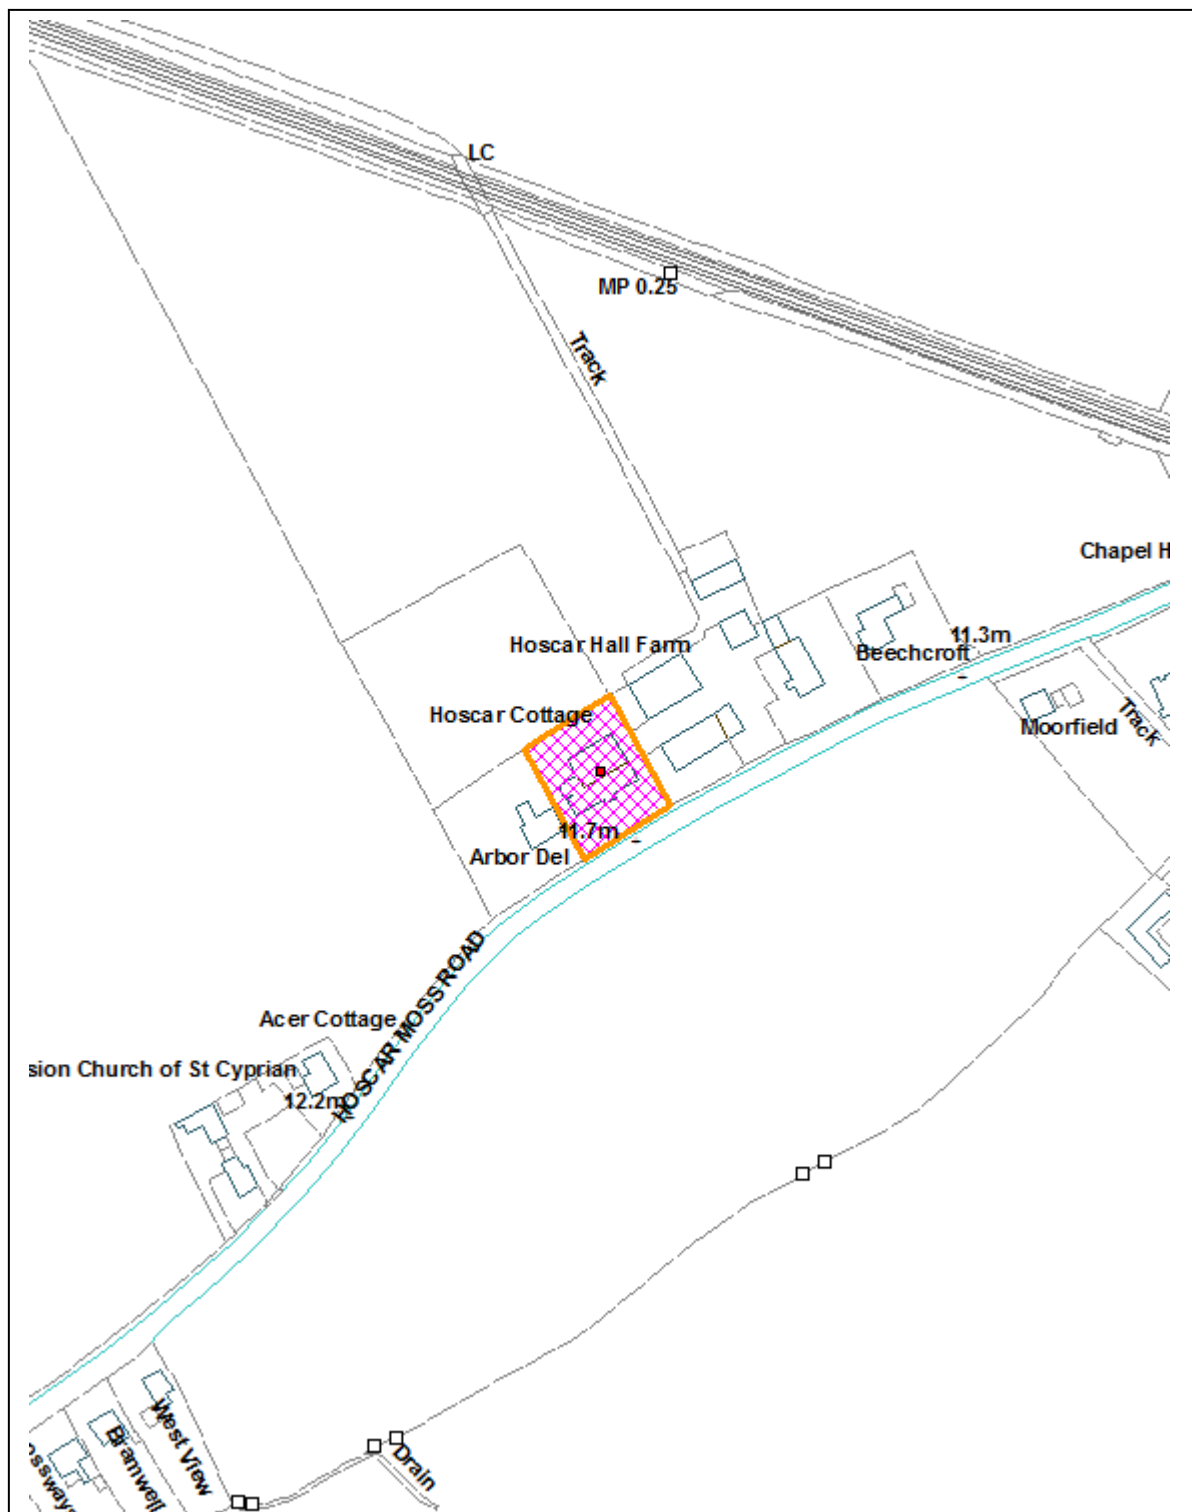 LC
MP 0.25
Track
Chapel H
11.3m
Hoscar Hall Farm
Beechcroft
Hoscar Cottage
Moorfield
Track
11.7m
Arbor Del
HOSCAR MOSS ROAD
Acer Cottage
sion Church of St Cyprian
12.2m
West View
Bramwell
ossways
Drain